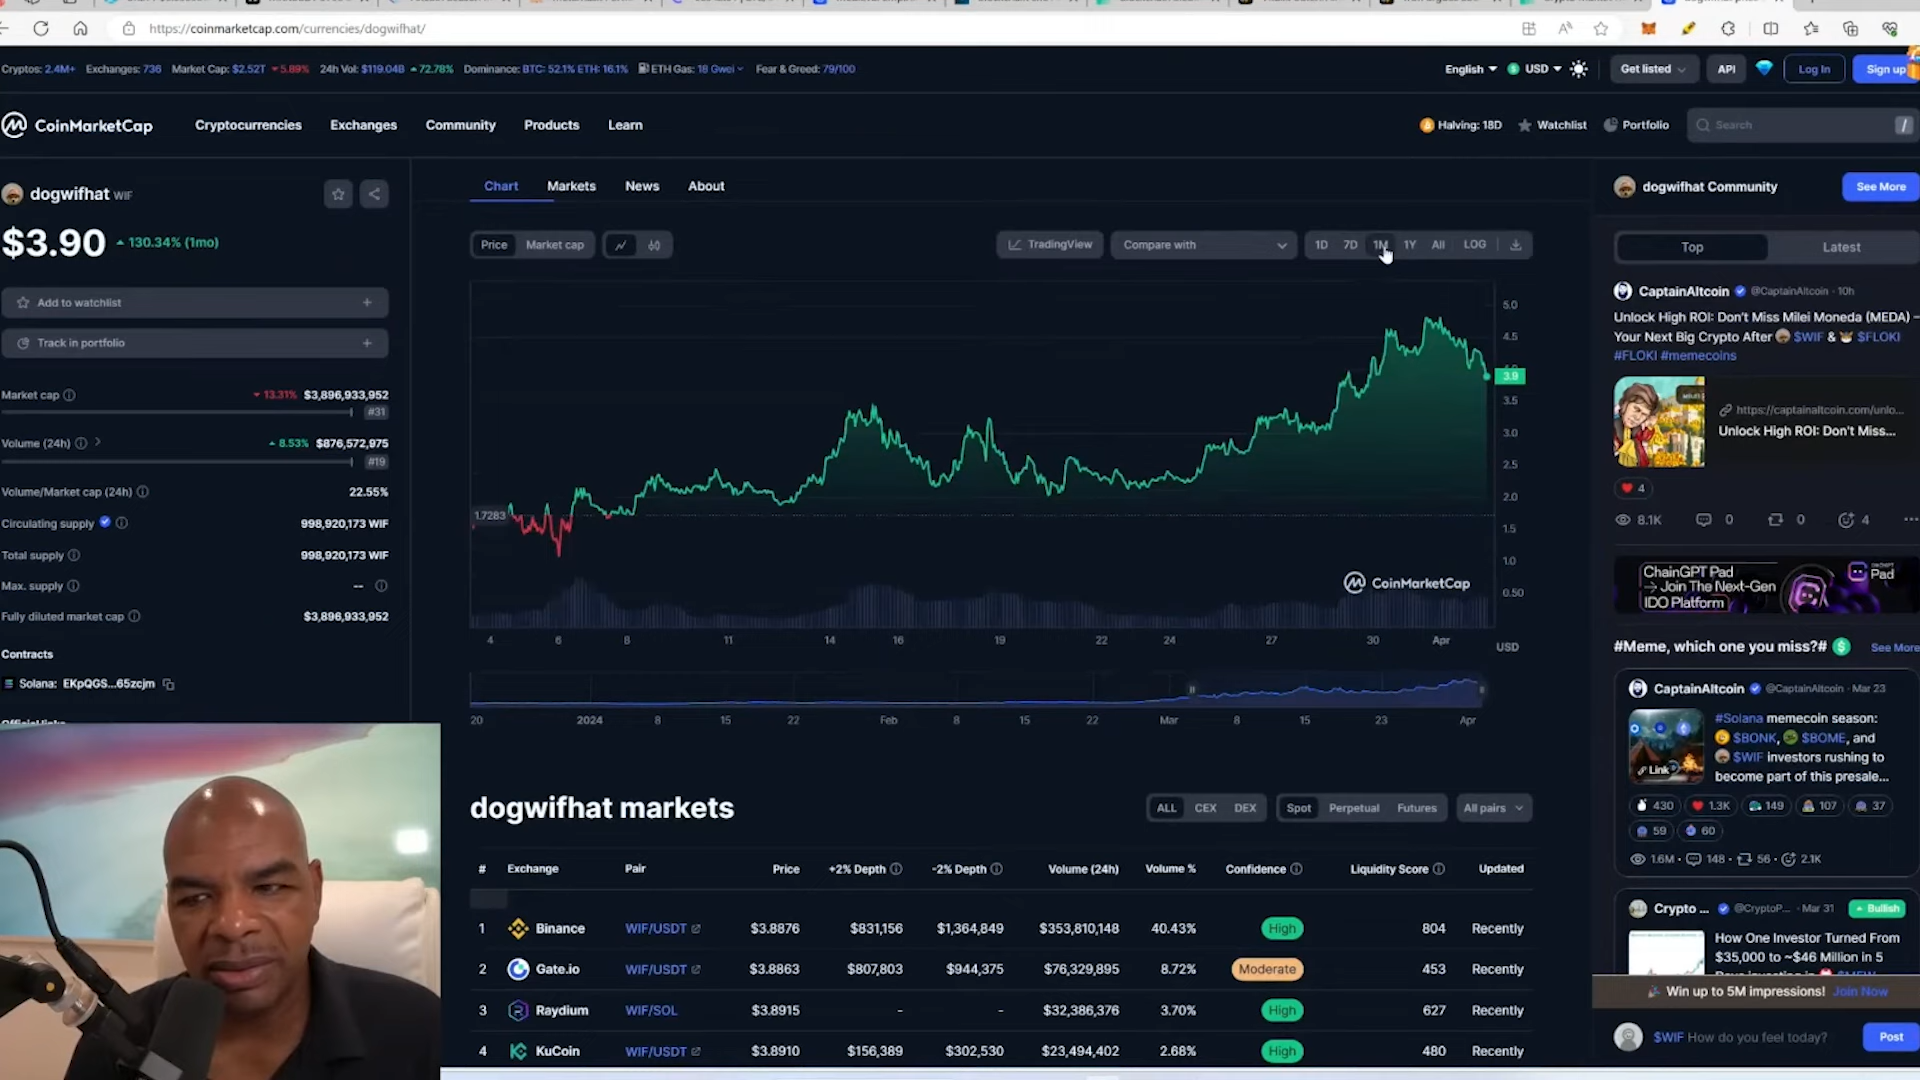 https://coinmarketcap.com/currencies/dogwifhat/
Cryptos: 2.4M+ Exchanges: 736 Market Cap: $2.52T 5.89% 24h Vol: $119.04B 72.78% Dominance: BTC: 52.1% ETH: 16.1% ETH Gas: 18 Gwei Fear & Greed: 79/100
English USD Get listed API Log In Sign up
CoinMarketCap Cryptocurrencies Exchanges Community Products Learn
Halving: 18D Watchlist Portfolio Search /
dogwifhat WIF
$3.90 130.34% (1mo)
Add to watchlist +
Track in portfolio +
Market cap 13.31% $3,896,933,952
#31
Volume (24h) 8.53% $876,572,975
#19
Volume/Market cap (24h) 22.55%
Circulating supply 998,920,173 WIF
Total supply 998,920,173 WIF
Max. supply --
Fully diluted market cap $3,896,933,952
Contracts
Solana: EKpQGS...65zcjm
Chart Markets News About
Price Market cap
TradingView Compare with 1D 7D 1M 1Y All LOG
5.0
4.5
3.9
3.5
3.0
2.5
2.0
1.7283
1.5
1.0
0.50
CoinMarketCap
4 6 8 11 14 16 19 22 24 27 30 Apr USD
20 2024 8 15 22 Feb 8 15 22 Mar 8 15 23 Apr
dogwifhat markets
ALL CEX DEX Spot Perpetual Futures All pairs
# Exchange Pair Price +2% Depth -2% Depth Volume (24h) Volume % Confidence Liquidity Score Updated
1 Binance WIF/USDT $3.8876 $831,156 $1,364,849 $353,810,148 40.43% High 804 Recently
2 Gate.io WIF/USDT $3.8863 $807,803 $944,375 $76,329,895 8.72% Moderate 453 Recently
3 Raydium WIF/SOL $3.8915 - - $32,386,376 3.70% High 627 Recently
4 KuCoin WIF/USDT $3.8910 $156,389 $302,530 $23,494,402 2.68% High 480 Recently
dogwifhat Community See More
Top Latest
CaptainAltcoin @CaptainAltcoin · 10h
Unlock High ROI: Don't Miss Milei Moneda (MEDA) –
Your Next Big Crypto After $WIF & $FLOKI
#FLOKI #memecoins
https://captainaltcoin.com/unlo...
Unlock High ROI: Don't Miss...
4
8.1K 0 0 4 ...
ChainGPT Pad
→ Join The Next-Gen
IDO Platform
Pad
#Meme, which one you miss?# See More
CaptainAltcoin @CaptainAltcoin · Mar 23
#Solana memecoin season:
$BONK, $BOME, and
$WIF investors rushing to
become part of this presale...
Link
430 1.3K 149 107 37
59 60
1.6M · 148 · 56 · 2.1K
Crypto ... @CryptoP... · Mar 31 Bullish
How One Investor Turned From
$35,000 to ~$46 Million in 5
Win up to 5M impressions! Join Now
$WIF How do you feel today? Post